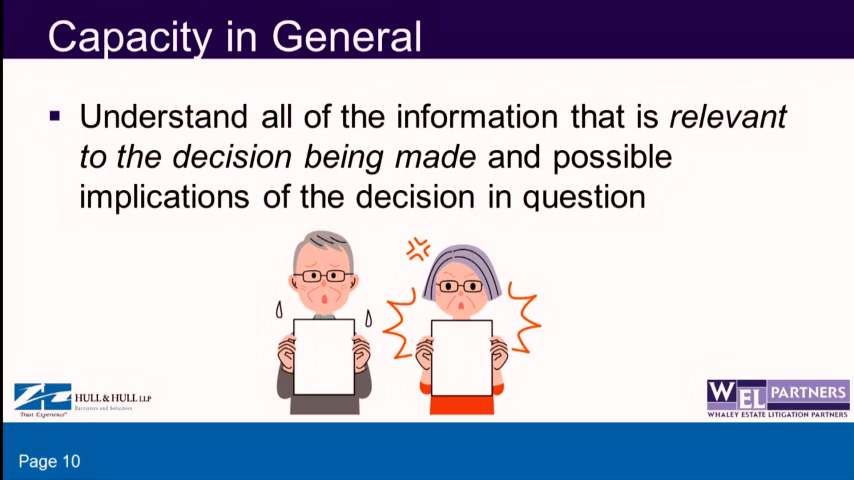 Capacity in General
▪ Understand all of the information that is relevant
to the decision being made and possible
implications of the decision in question
HULL & HULL LLP
Barristers and Solicitors
Trust Experience
WEL PARTNERS
WHALEY ESTATE LITIGATION PARTNERS
Page 10